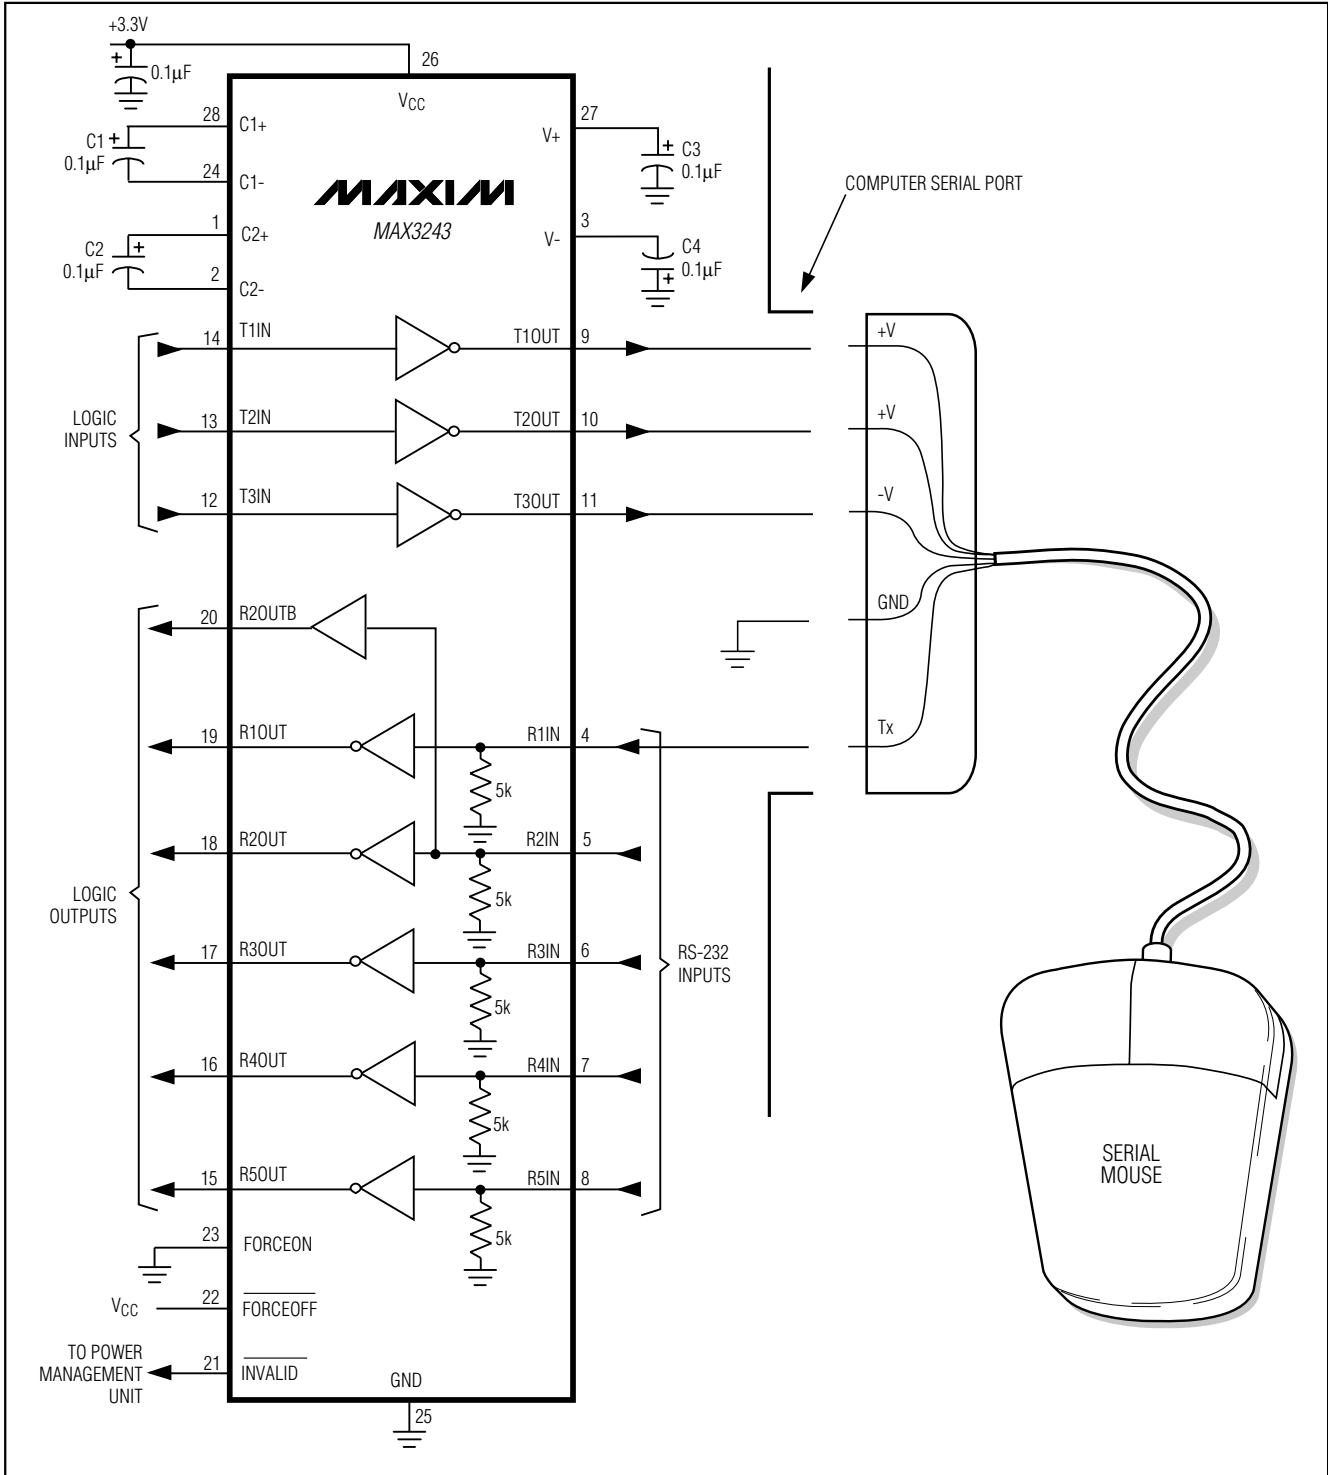 +3.3V
0.1µF
26
VCC
28
C1+
C1
+
0.1µF
24
C1-
27
V+
+
C3
0.1µF
MAXIM
MAX3243
1
C2+
C2
+
0.1µF
2
C2-
3
V-
C4
0.1µF
+
+
COMPUTER SERIAL PORT
LOGIC
INPUTS
14
T1IN
T1OUT
9
+V
13
T2IN
T2OUT
10
+V
12
T3IN
T3OUT
11
-V
20
R2OUTB
GND
19
R1OUT
R1IN
4
Tx
5k
18
R2OUT
R2IN
5
5k
LOGIC
OUTPUTS
17
R3OUT
R3IN
6
5k
RS-232
INPUTS
16
R4OUT
R4IN
7
5k
15
R5OUT
R5IN
8
5k
SERIAL
MOUSE
23
FORCEON
VCC
22
FORCEOFF
TO POWER
MANAGEMENT
UNIT
21
INVALID
GND
25